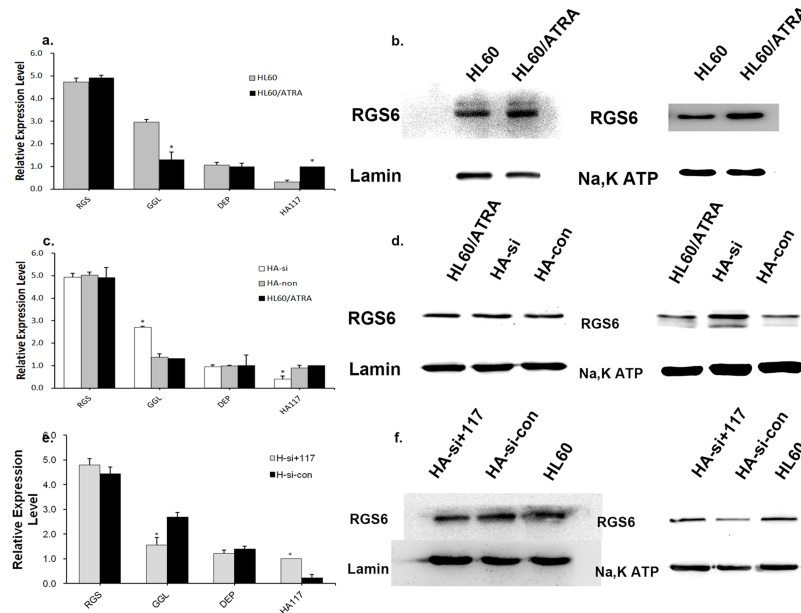 a.
Relative Expression Level
6.0
5.0
4.0
3.0
2.0
1.0
0.0
HL60
HL60/ATRA
*
*
RGS
GGL
DEP
HA117
b.
HL60
HL60/ATRA
RGS6
Lamin
HL60
HL60/ATRA
RGS6
Na,K ATP
c.
Relative Expression Level
6.0
5.0
4.0
3.0
2.0
1.0
0.0
HA-si
HA-non
HL60/ATRA
*
*
RGS
GGL
DEP
HA117
d.
HL60/ATRA
HA-si
HA-con
RGS6
Lamin
HL60/ATRA
HA-si
HA-con
RGS6
Na,K ATP
e.
Relative Expression
Level
6.0
5.0
4.0
3.0
2.0
1.0
0.0
H-si+117
H-si-con
*
*
RGS
GGL
DEP
HA117
f.
HA-si+117
HA-si-con
HL60
RGS6
Lamin
HA-si+117
HA-si-con
HL60
RGS6
Na,K ATP